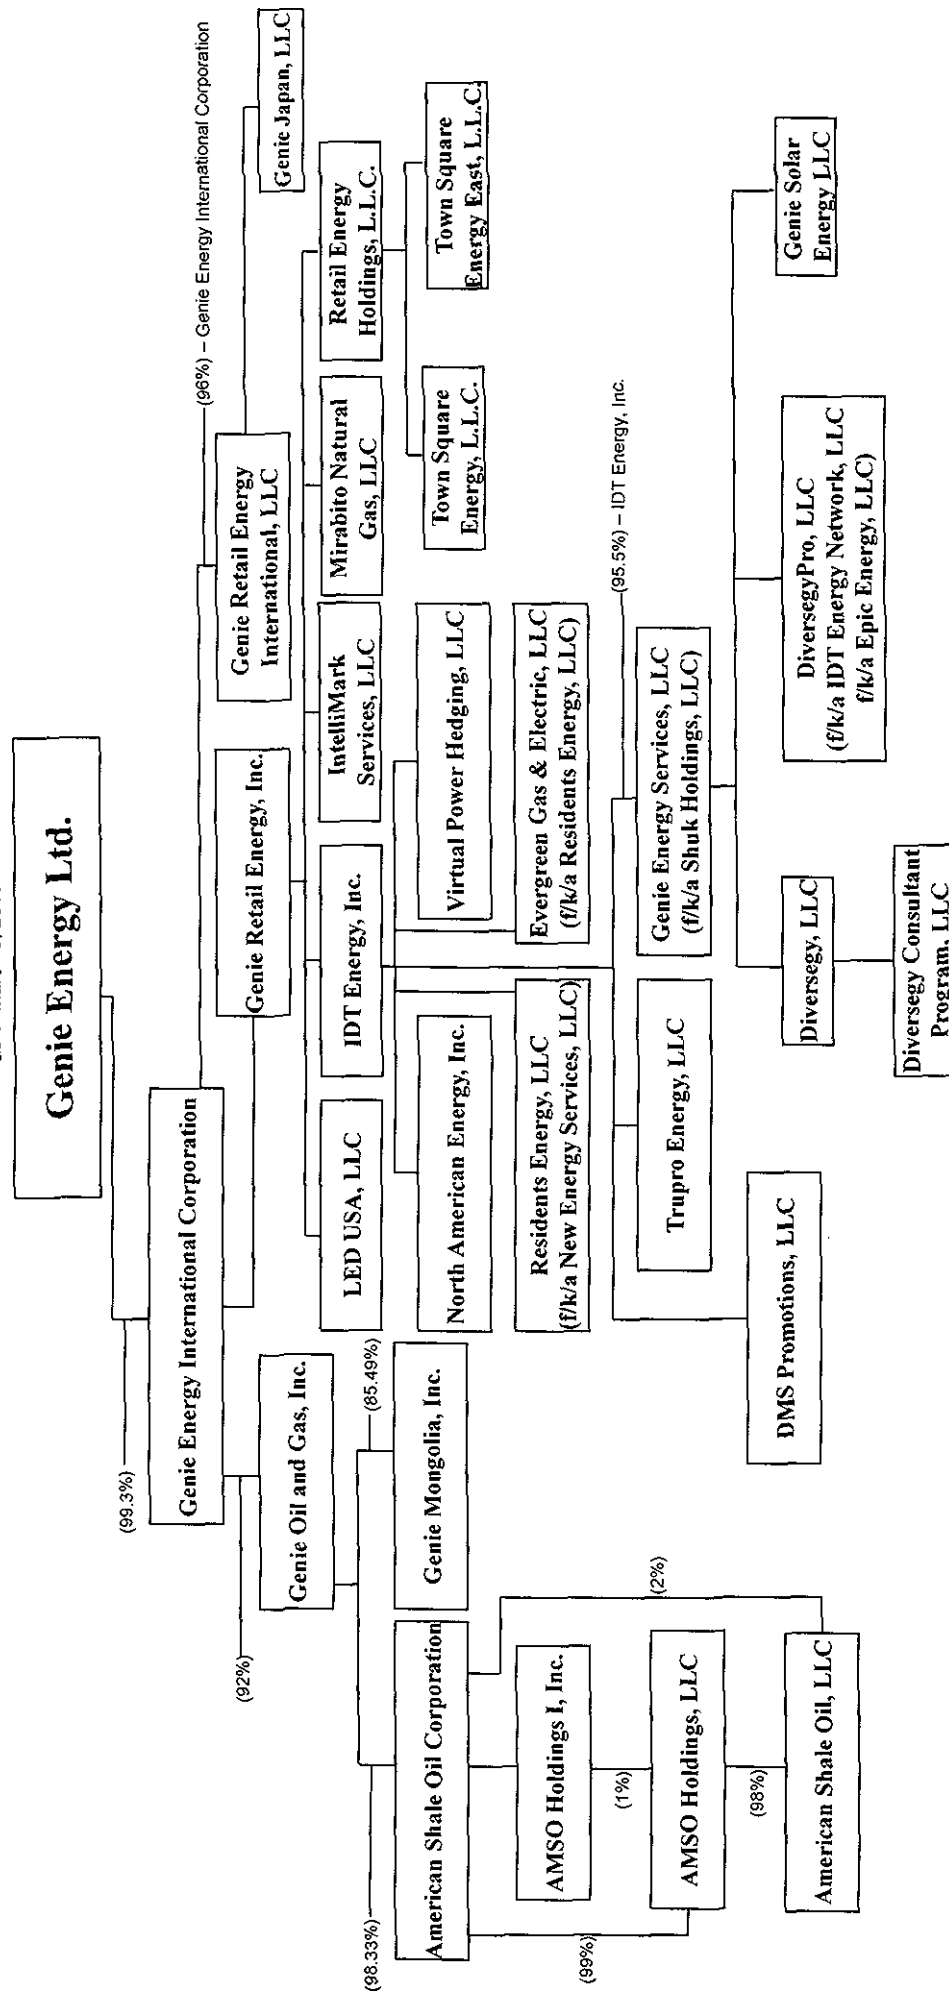 Genie Energy Ltd.
(99.3%)
Genie Energy International Corporation
(96%) – Genie Energy International Corporation
(92%)
Genie Oil and Gas, Inc.
Genie Retail Energy, Inc.
Genie Retail Energy
International, LLC
Genie Japan, LLC
(98.33%)
(85.49%)
American Shale Oil Corporation
Genie Mongolia, Inc.
LED USA, LLC
IDT Energy, Inc.
IntelliMark
Services, LLC
Mirabito Natural
Gas, LLC
Retail Energy
Holdings, L.L.C.
Town Square
Energy, L.L.C.
Town Square
Energy East, L.L.C.
North American Energy, Inc.
Virtual Power Hedging, LLC
Residents Energy, LLC
(f/k/a New Energy Services, LLC)
Evergreen Gas & Electric, LLC
(f/k/a Residents Energy, LLC)
AMSO Holdings I, Inc.
(2%)
(99%)
(1%)
AMSO Holdings, LLC
(98%)
American Shale Oil, LLC
(95.5%) – IDT Energy, Inc.
Trupro Energy, LLC
Genie Energy Services, LLC
(f/k/a Shuk Holdings, LLC)
DMS Promotions, LLC
Diversegy, LLC
DiversegyPro, LLC
(f/k/a IDT Energy Network, LLC
f/k/a Epic Energy, LLC)
Genie Solar
Energy LLC
Diversegy Consultant
Program, LLC